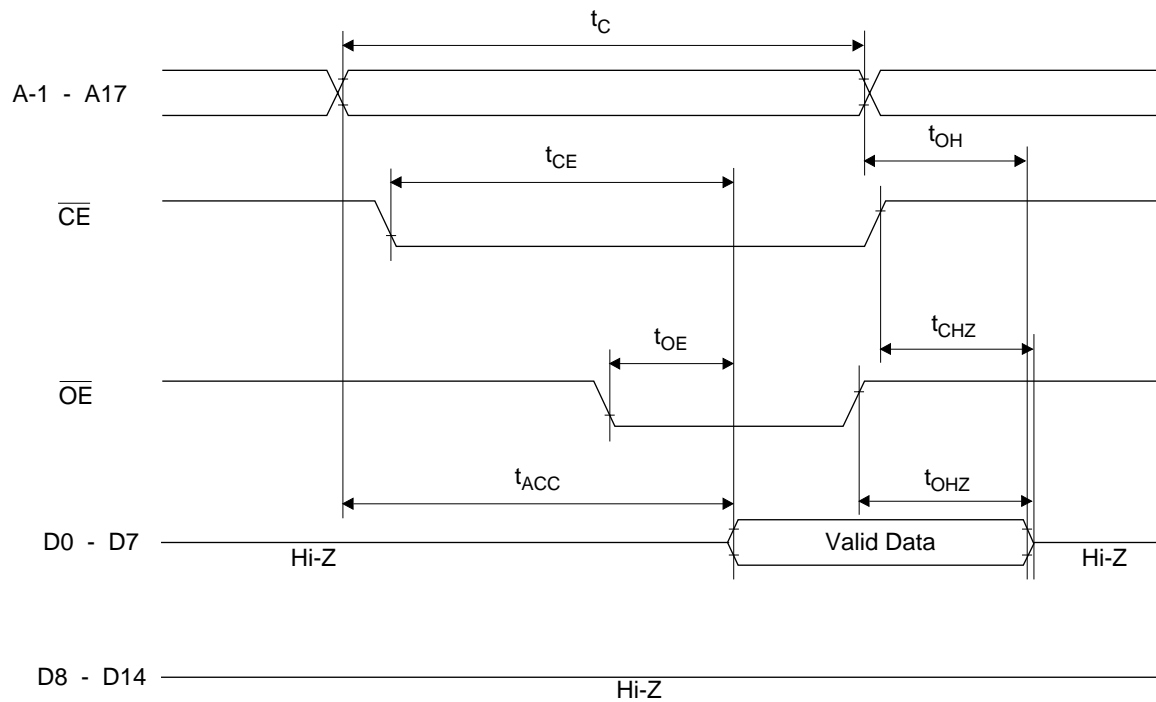 tC
A-1 - A17
tOH
tCE
CE
tCHZ
tOE
OE
tACC
tOHZ
D0 - D7
Hi-Z
Valid Data
Hi-Z
D8 - D14
Hi-Z